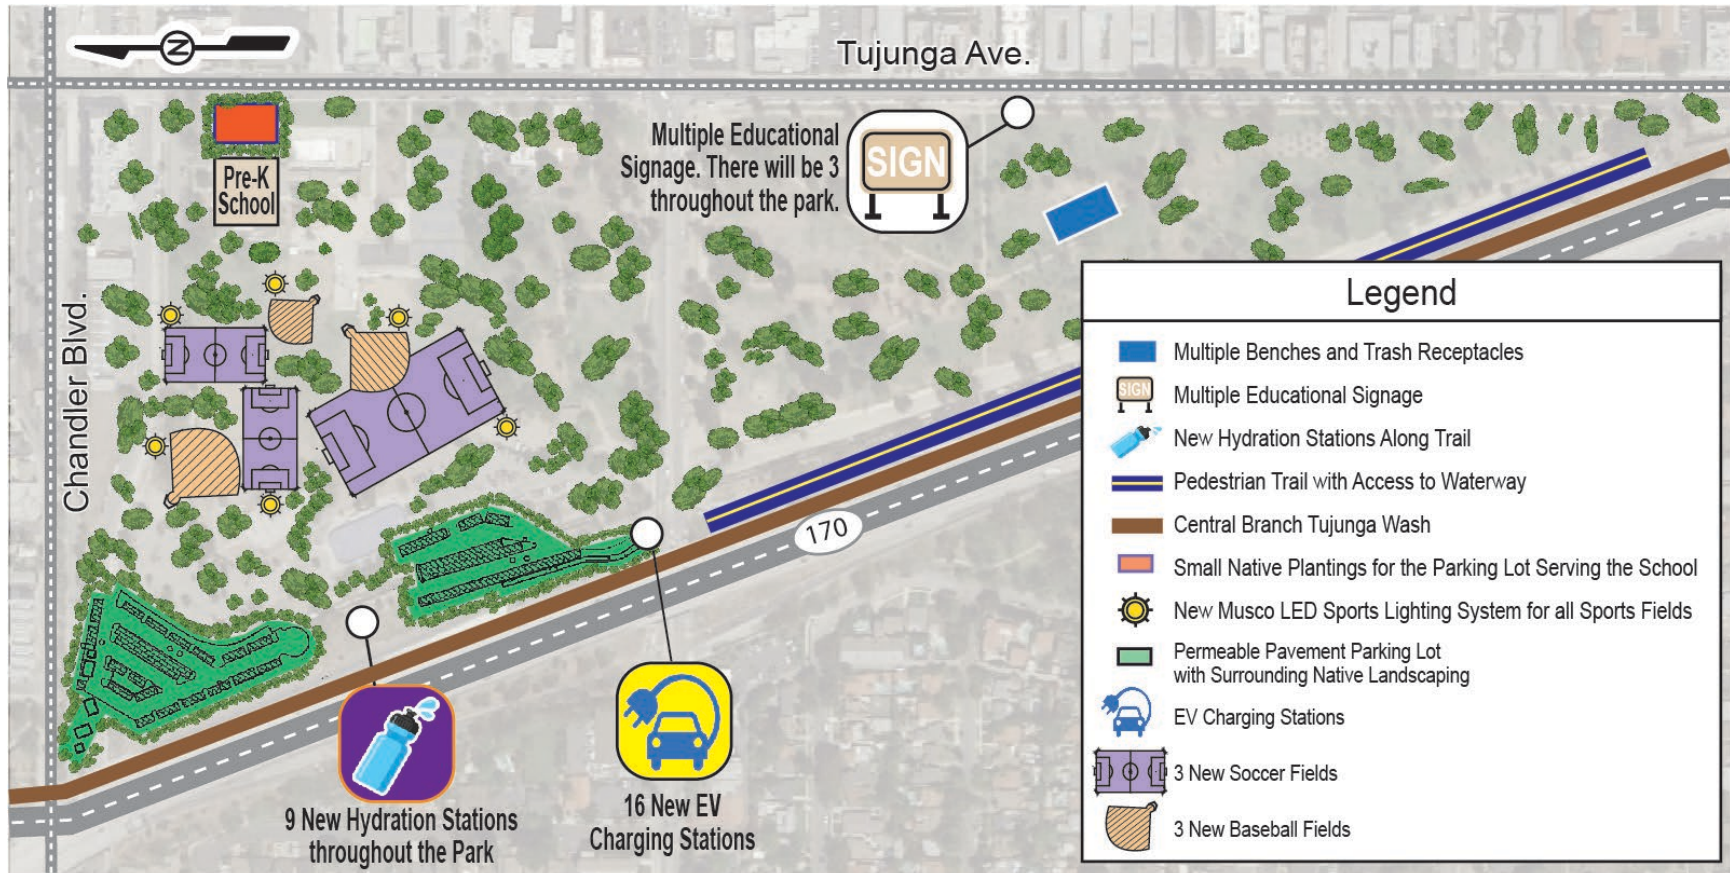 N
Tujunga Ave.
Multiple Educational
Signage. There will be 3
throughout the park.
SIGN
Pre-K
School
Chandler Blvd.
170
9 New Hydration Stations
throughout the Park
16 New EV
Charging Stations
Legend
Multiple Benches and Trash Receptacles
SIGN
Multiple Educational Signage
New Hydration Stations Along Trail
Pedestrian Trail with Access to Waterway
Central Branch Tujunga Wash
Small Native Plantings for the Parking Lot Serving the School
New Musco LED Sports Lighting System for all Sports Fields
Permeable Pavement Parking Lot
with Surrounding Native Landscaping
EV Charging Stations
3 New Soccer Fields
3 New Baseball Fields